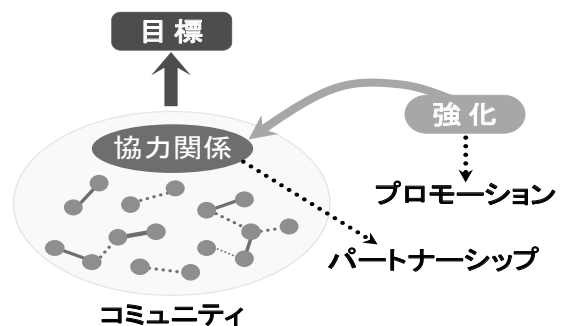 目標
協力関係
強化
プロモーション
パートナーシップ
コミュニティ